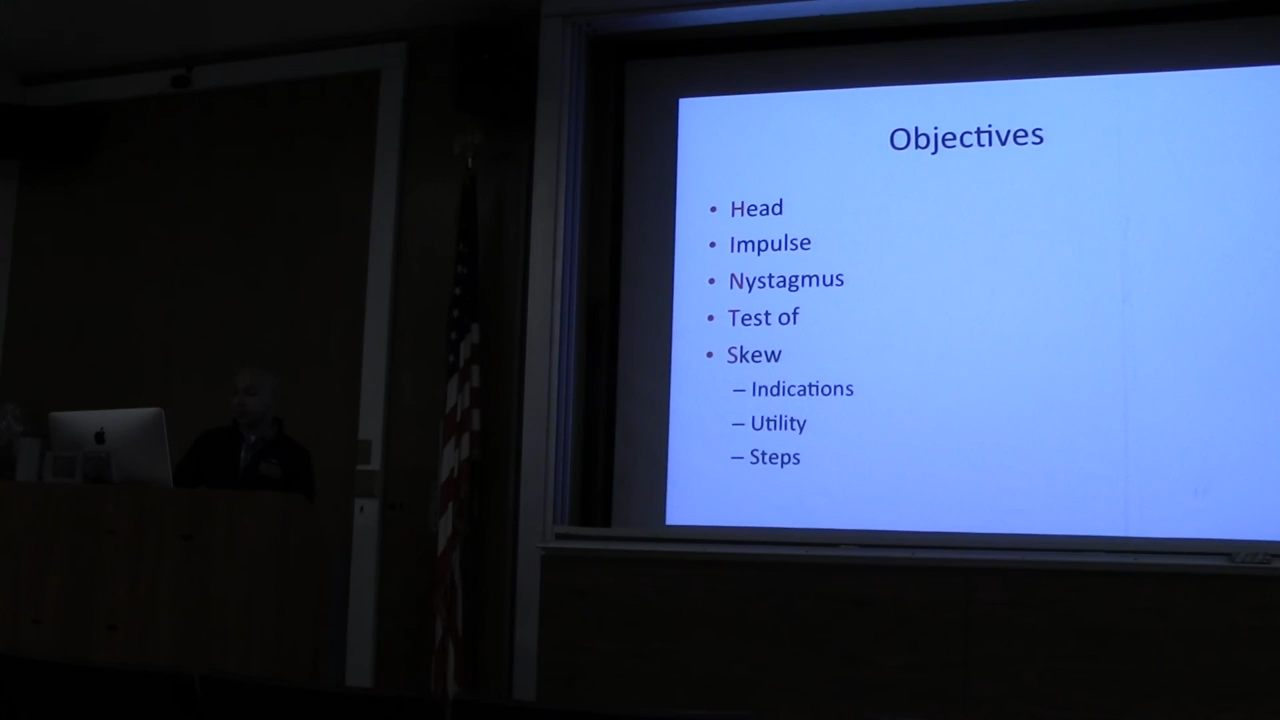 Objectives
• Head
• Impulse
• Nystagmus
• Test of
• Skew
– Indications
– Utility
– Steps